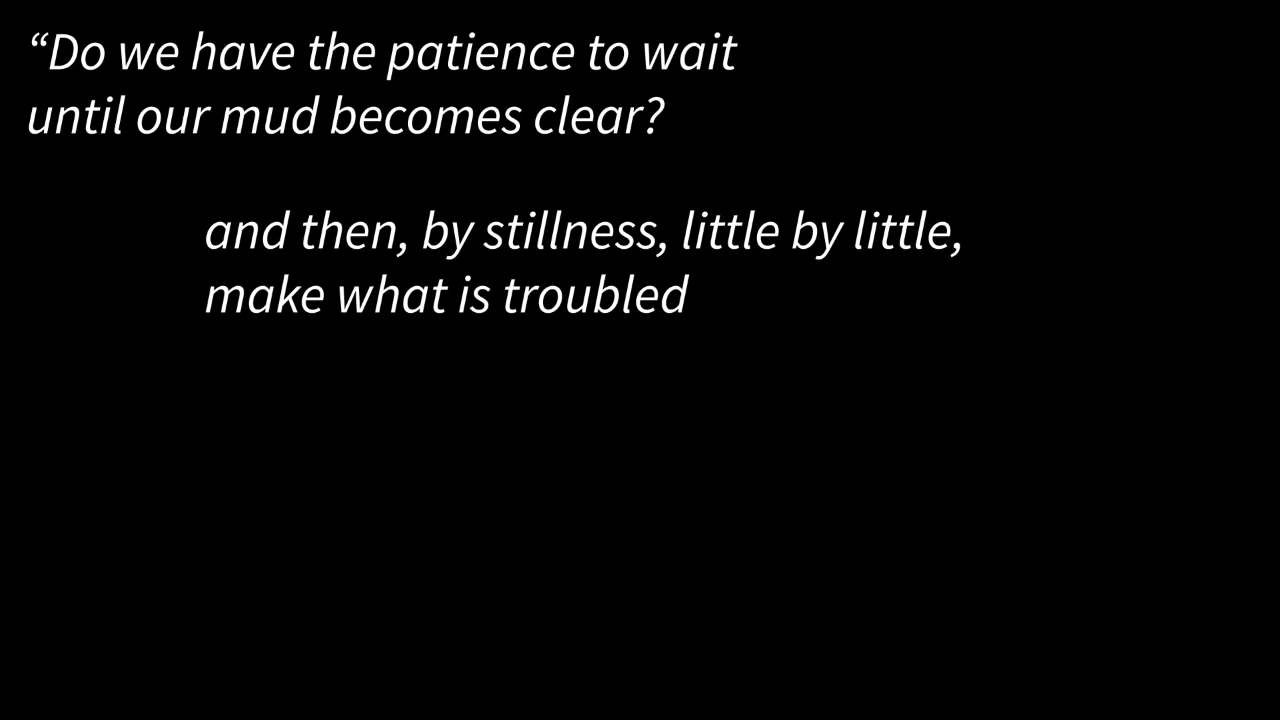 “Do we have the patience to wait
until our mud becomes clear?
and then, by stillness, little by little,
make what is troubled